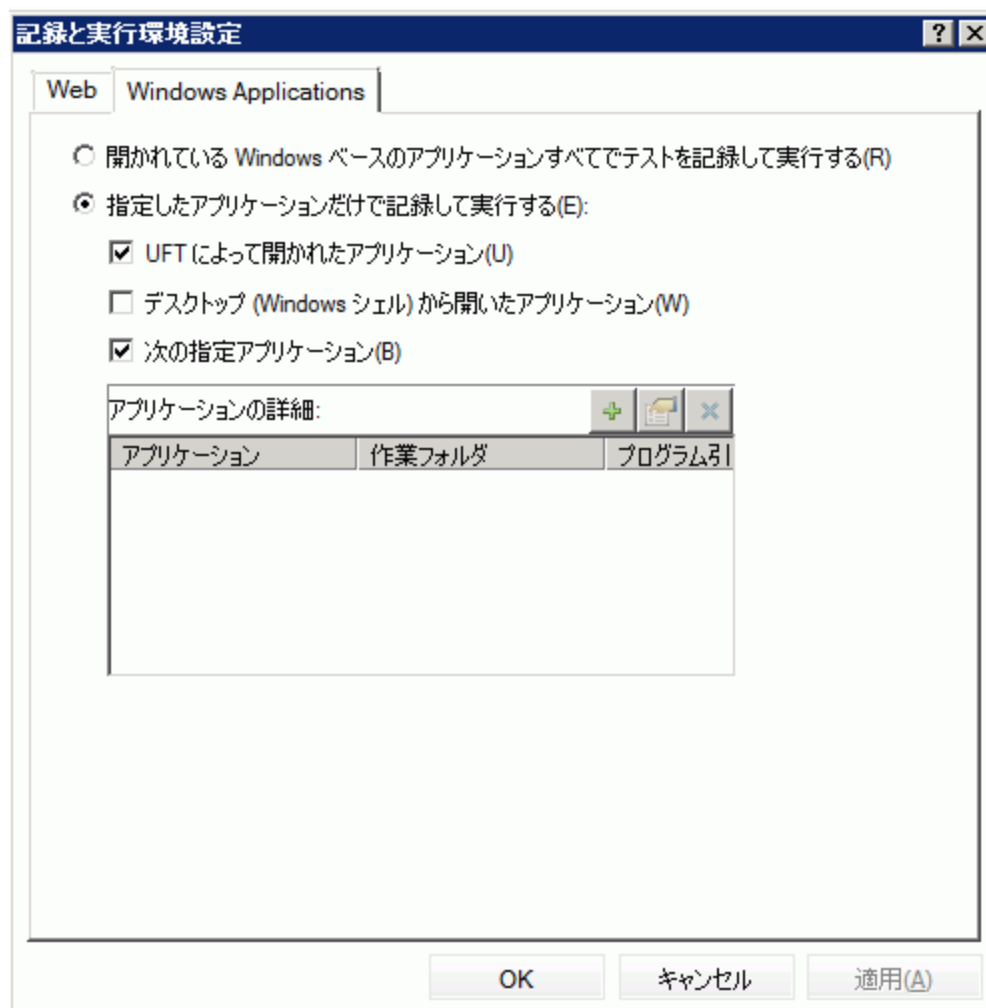 記録と実行環境設定
Web Windows Applications
開かれている Windows ベースのアプリケーションすべてでテストを記録して実行する(R)
指定したアプリケーションだけで記録して実行する(E):
UFT によって開かれたアプリケーション(U)
デスクトップ (Windows シェル) から開いたアプリケーション(W)
次の指定アプリケーション(B)
アプリケーションの詳細:
アプリケーション 作業フォルダ プログラム引
OK キャンセル 適用(A)